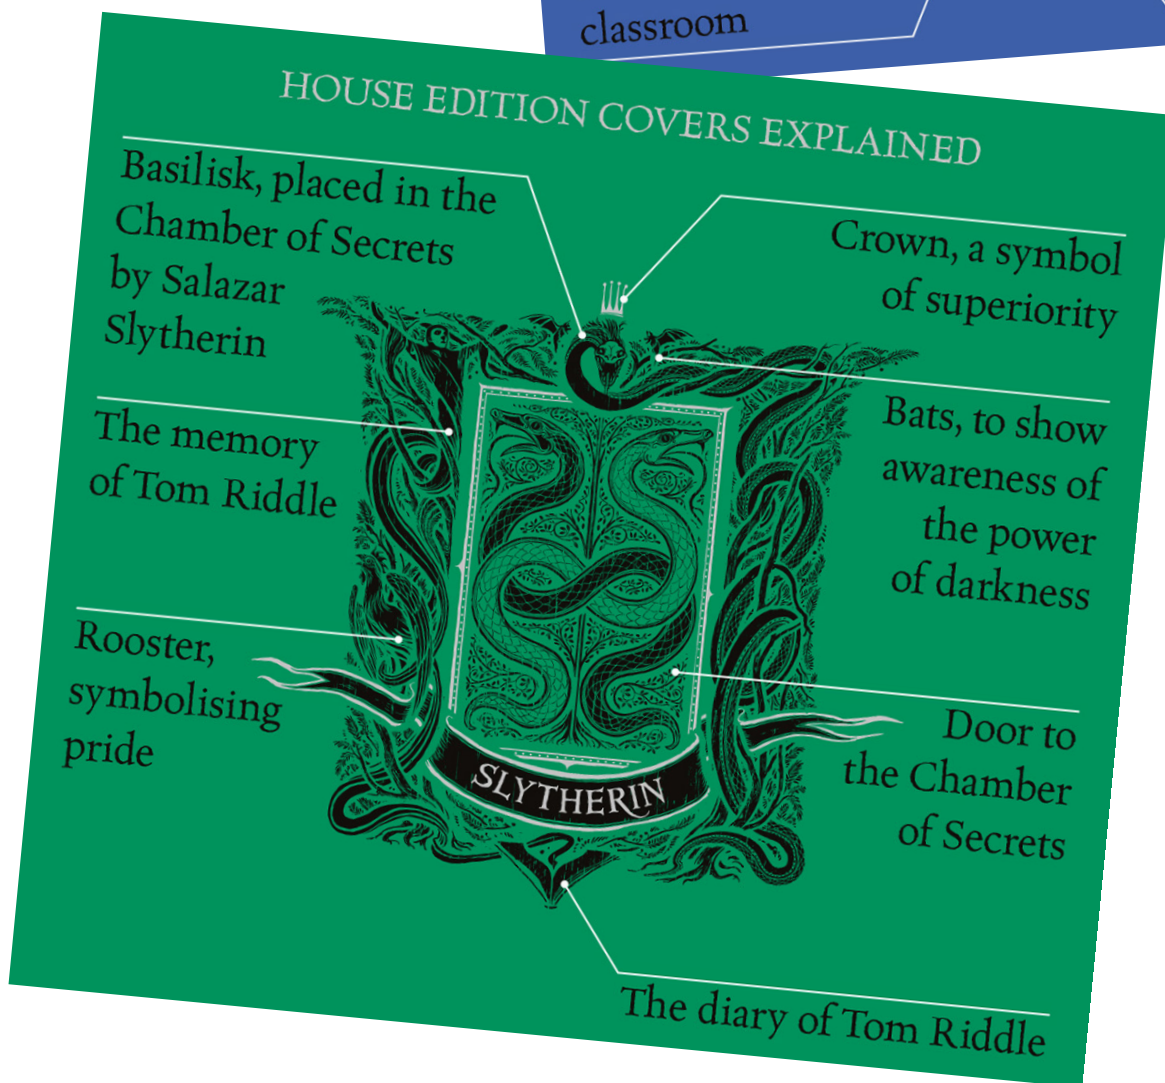 classroom
HOUSE EDITION COVERS EXPLAINED
Basilisk, placed in the
Chamber of Secrets
by Salazar
Slytherin
Crown, a symbol
of superiority
The memory
of Tom Riddle
Bats, to show
awareness of
the power
of darkness
Rooster,
symbolising
pride
Door to
the Chamber
of Secrets
SLYTHERIN
The diary of Tom Riddle